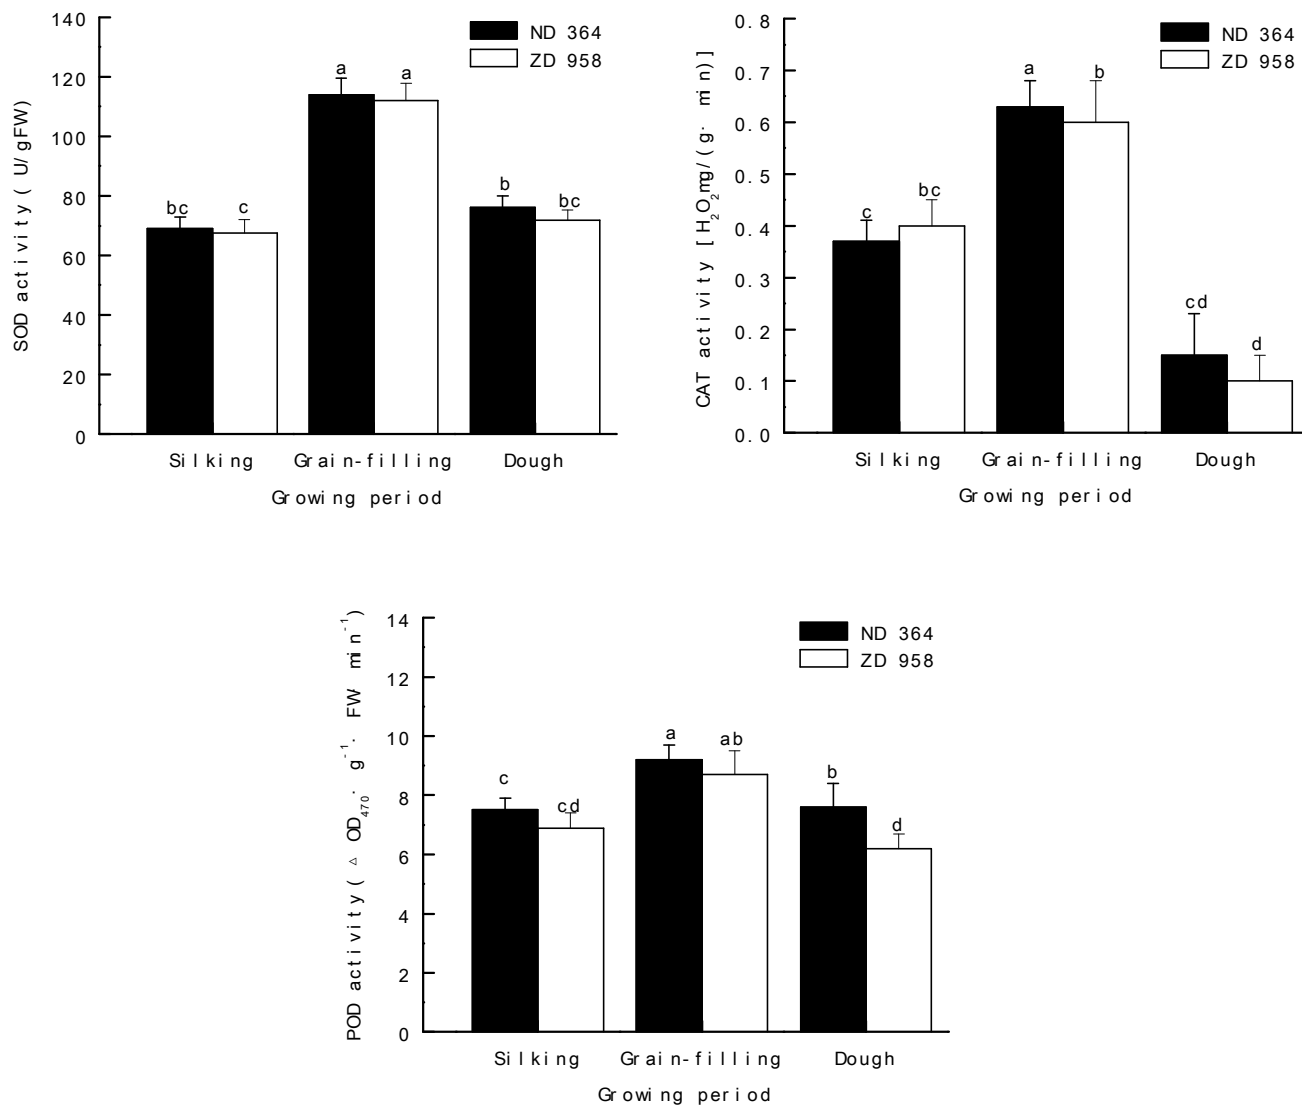 140
120
100
80
60
40
20
0
SOD activity ( U/gFW)
ND 364
ZD 958
bc
c
a
a
b
bc
Silking Grain-filling Dough
Growing period
0.8
0.7
0.6
0.5
0.4
0.3
0.2
0.1
0.0
CAT activity [H₂O₂mg/(g· min)]
ND 364
ZD 958
c
bc
a
b
cd
d
Silking Grain-filling Dough
Growing period
14
12
10
8
6
4
2
0
POD activity( △ OD₄₇₀· g⁻¹· FW min⁻¹)
ND 364
ZD 958
c
cd
a
ab
b
d
Silking Grain-filling Dough
Growing period